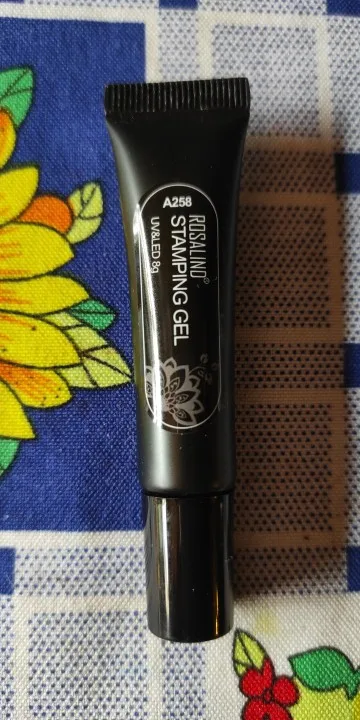 A258
ROSALIND®
STAMPING GEL
UV&LED 8g